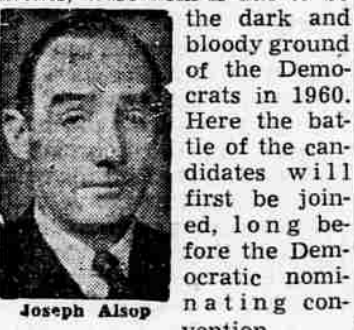 the dark and
bloody ground
of the Demo-
crats in 1960.
Here the bat-
tle of the can-
didates will
first be join-
ed, long be-
fore the Dem-
ocratic nomi-
nating con-
vention
Joseph Alsop